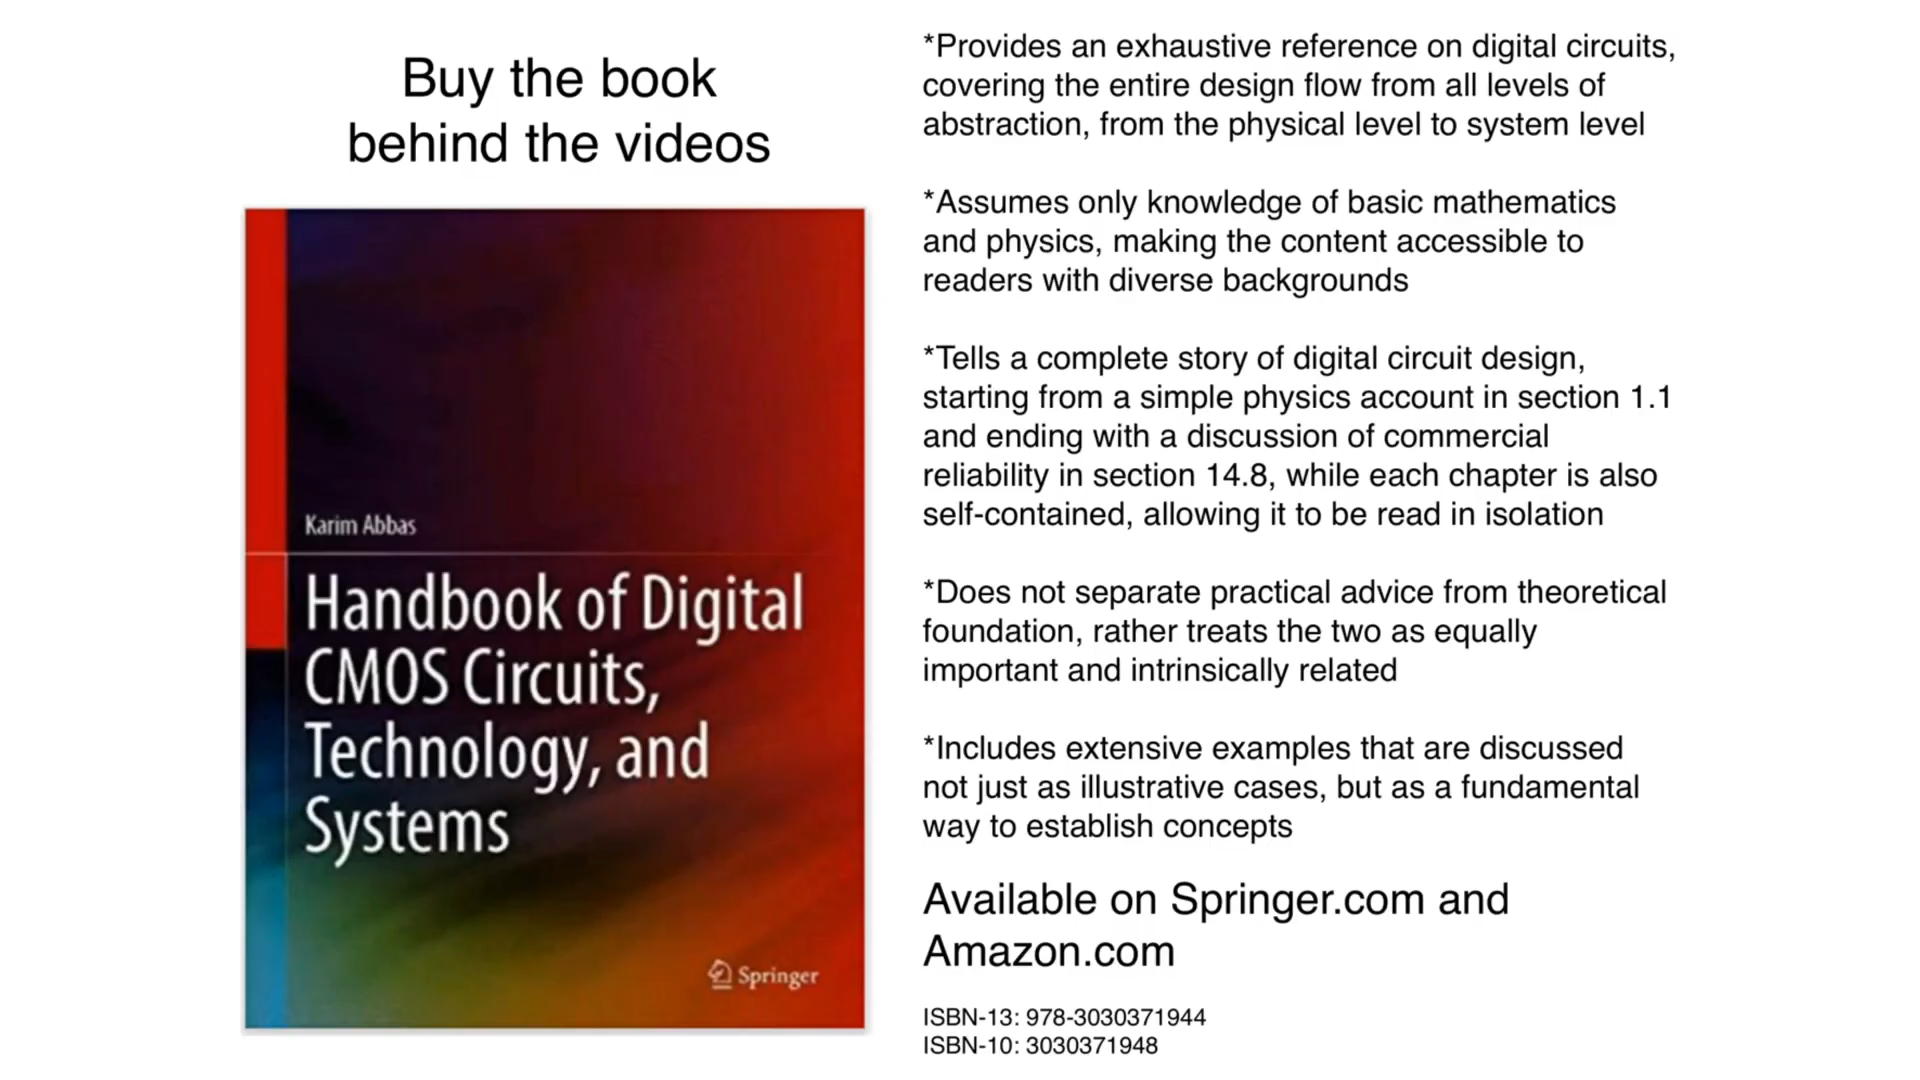 Buy the book
behind the videos
Karim Abbas
Handbook of Digital
CMOS Circuits,
Technology, and
Systems
Springer
*Provides an exhaustive reference on digital circuits,
covering the entire design flow from all levels of
abstraction, from the physical level to system level
*Assumes only knowledge of basic mathematics
and physics, making the content accessible to
readers with diverse backgrounds
*Tells a complete story of digital circuit design,
starting from a simple physics account in section 1.1
and ending with a discussion of commercial
reliability in section 14.8, while each chapter is also
self-contained, allowing it to be read in isolation
*Does not separate practical advice from theoretical
foundation, rather treats the two as equally
important and intrinsically related
*Includes extensive examples that are discussed
not just as illustrative cases, but as a fundamental
way to establish concepts
Available on Springer.com and
Amazon.com
ISBN-13: 978-3030371944
ISBN-10: 3030371948